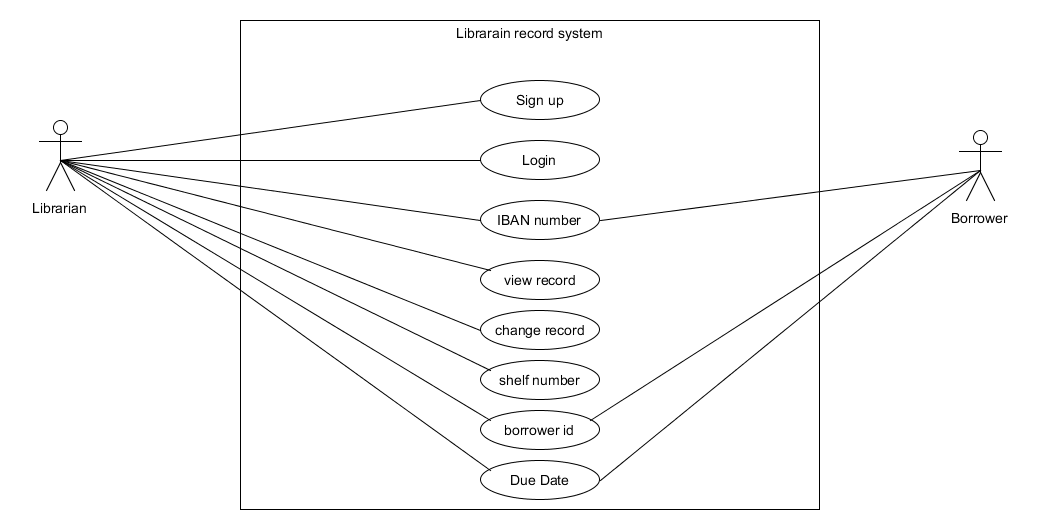 Librarain record system
Sign up
Login
Librarian
IBAN number
Borrower
view record
change record
shelf number
borrower id
Due Date